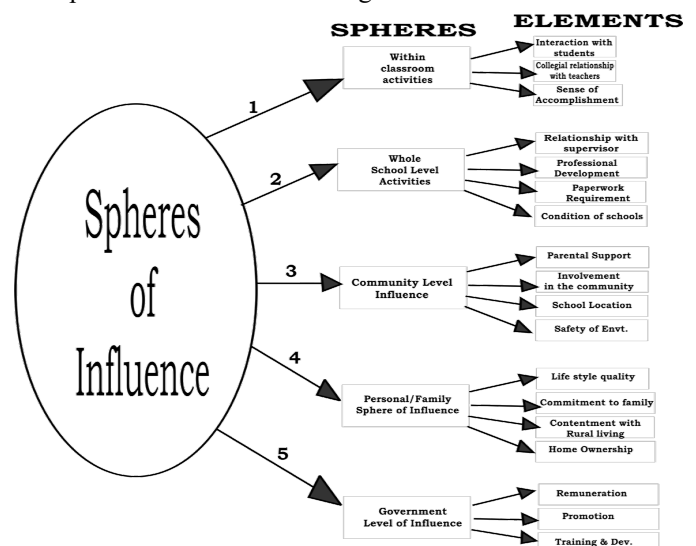 SPHERES
ELEMENTS
Spheres
of
Influence
1
Within
classroom
activities
Interaction with
students
Collegial relationship
with teachers
Sense of
Accomplishment
2
Whole
School Level
Activities
Relationship with
supervisor
Professional
Development
Paperwork
Requirement
Condition of schools
3
Community Level
Influence
Parental Support
Involvement
in the community
School Location
Safety of Envt.
4
Personal/Family
Sphere of Influence
Life style quality
Commitment to family
Contentment with
Rural living
Home Ownership
5
Government
Level of Influence
Remuneration
Promotion
Training & Dev.